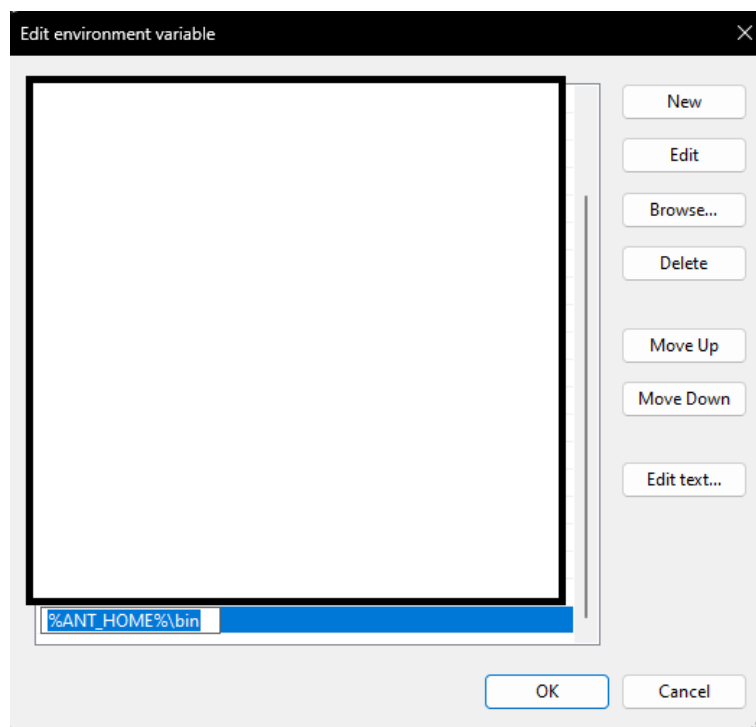 Edit environment variable
New
Edit
Browse...
Delete
Move Up
Move Down
Edit text...
%ANT_HOME%\bin
OK
Cancel